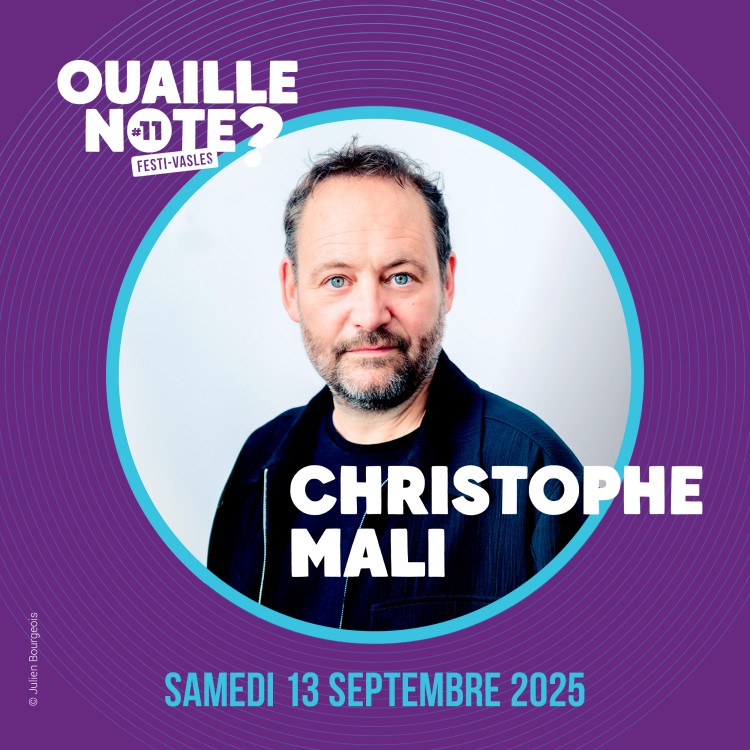 OUAILLE
NOTE?
#11
FESTI-VASLES
CHRISTOPHE
MALI
© Julien Bourgeois
SAMEDI 13 SEPTEMBRE 2025